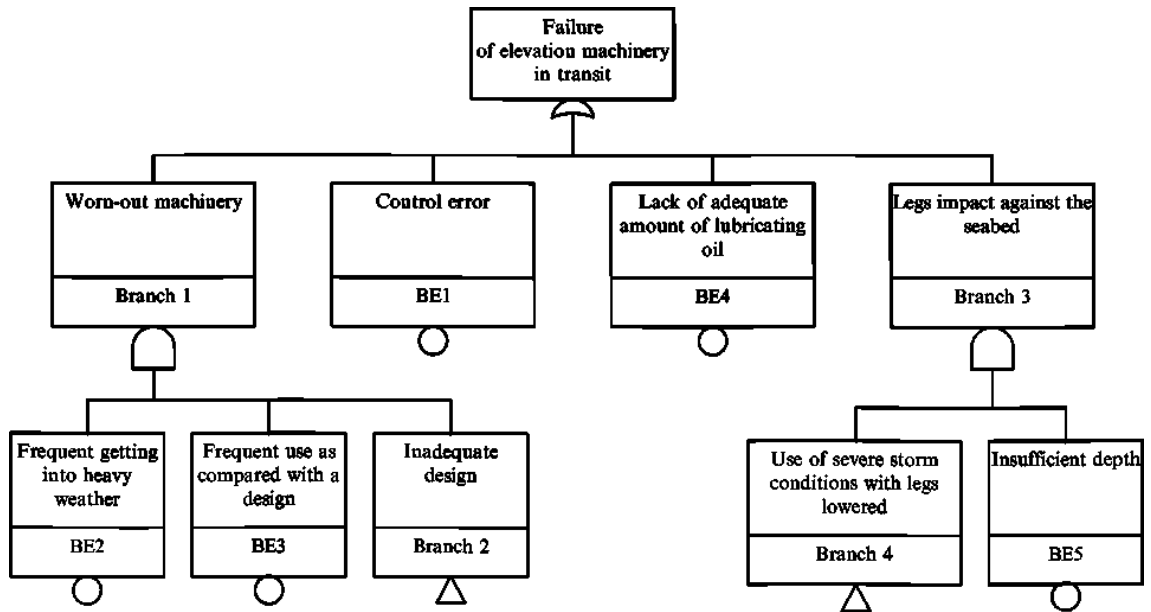 Failure
of elevation machinery
in transit
Worn-out machinery
Branch 1
Control error
BE1
Lack of adequate
amount of lubricating
oil
BE4
Legs impact against the
seabed
Branch 3
Frequent getting
into heavy
weather
BE2
Frequent use as
compared with a
design
BE3
Inadequate
design
Branch 2
Use of severe storm
conditions with legs
lowered
Branch 4
Insufficient depth
BE5